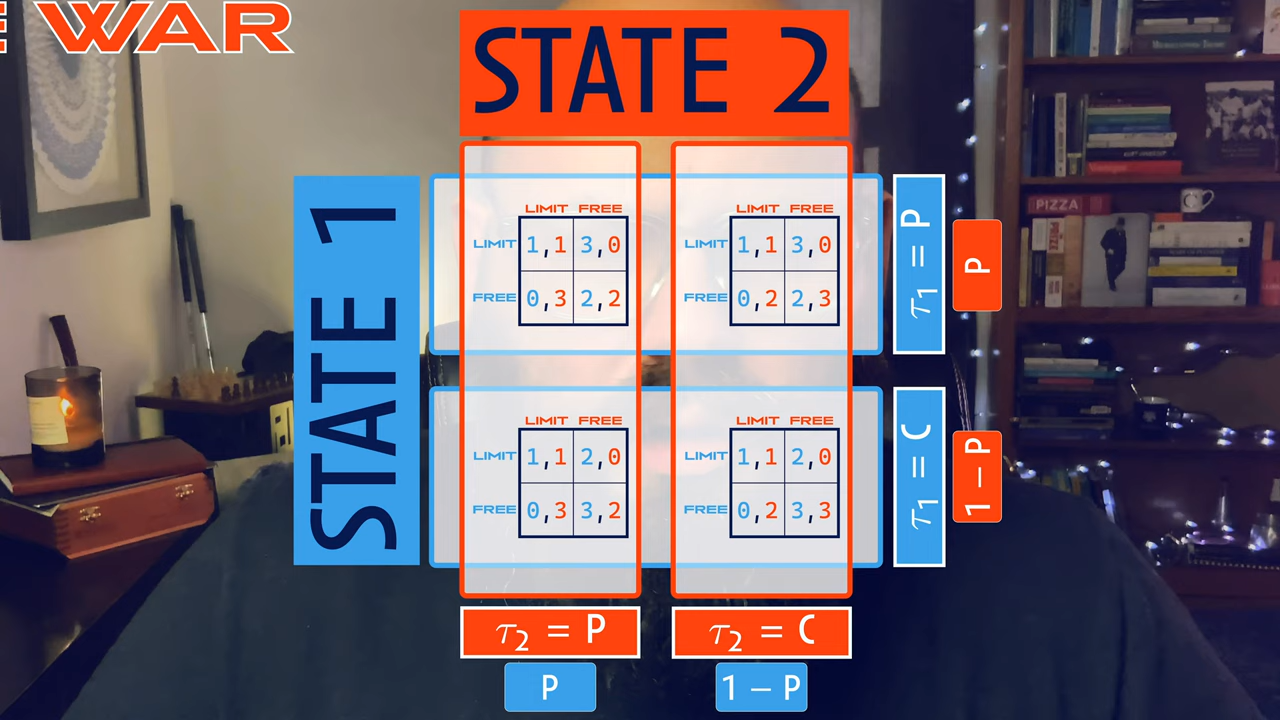 E WAR
STATE 2
STATE 1
LIMIT FREE
LIMIT 1,1 3,0
FREE 0,3 2,2
LIMIT FREE
LIMIT 1,1 3,0
FREE 0,2 2,3
τ1 = P
P
LIMIT FREE
LIMIT 1,1 2,0
FREE 0,3 3,2
LIMIT FREE
LIMIT 1,1 2,0
FREE 0,2 3,3
τ1 = C
1 – P
τ2 = P
τ2 = C
P
1 – P
PIZZA